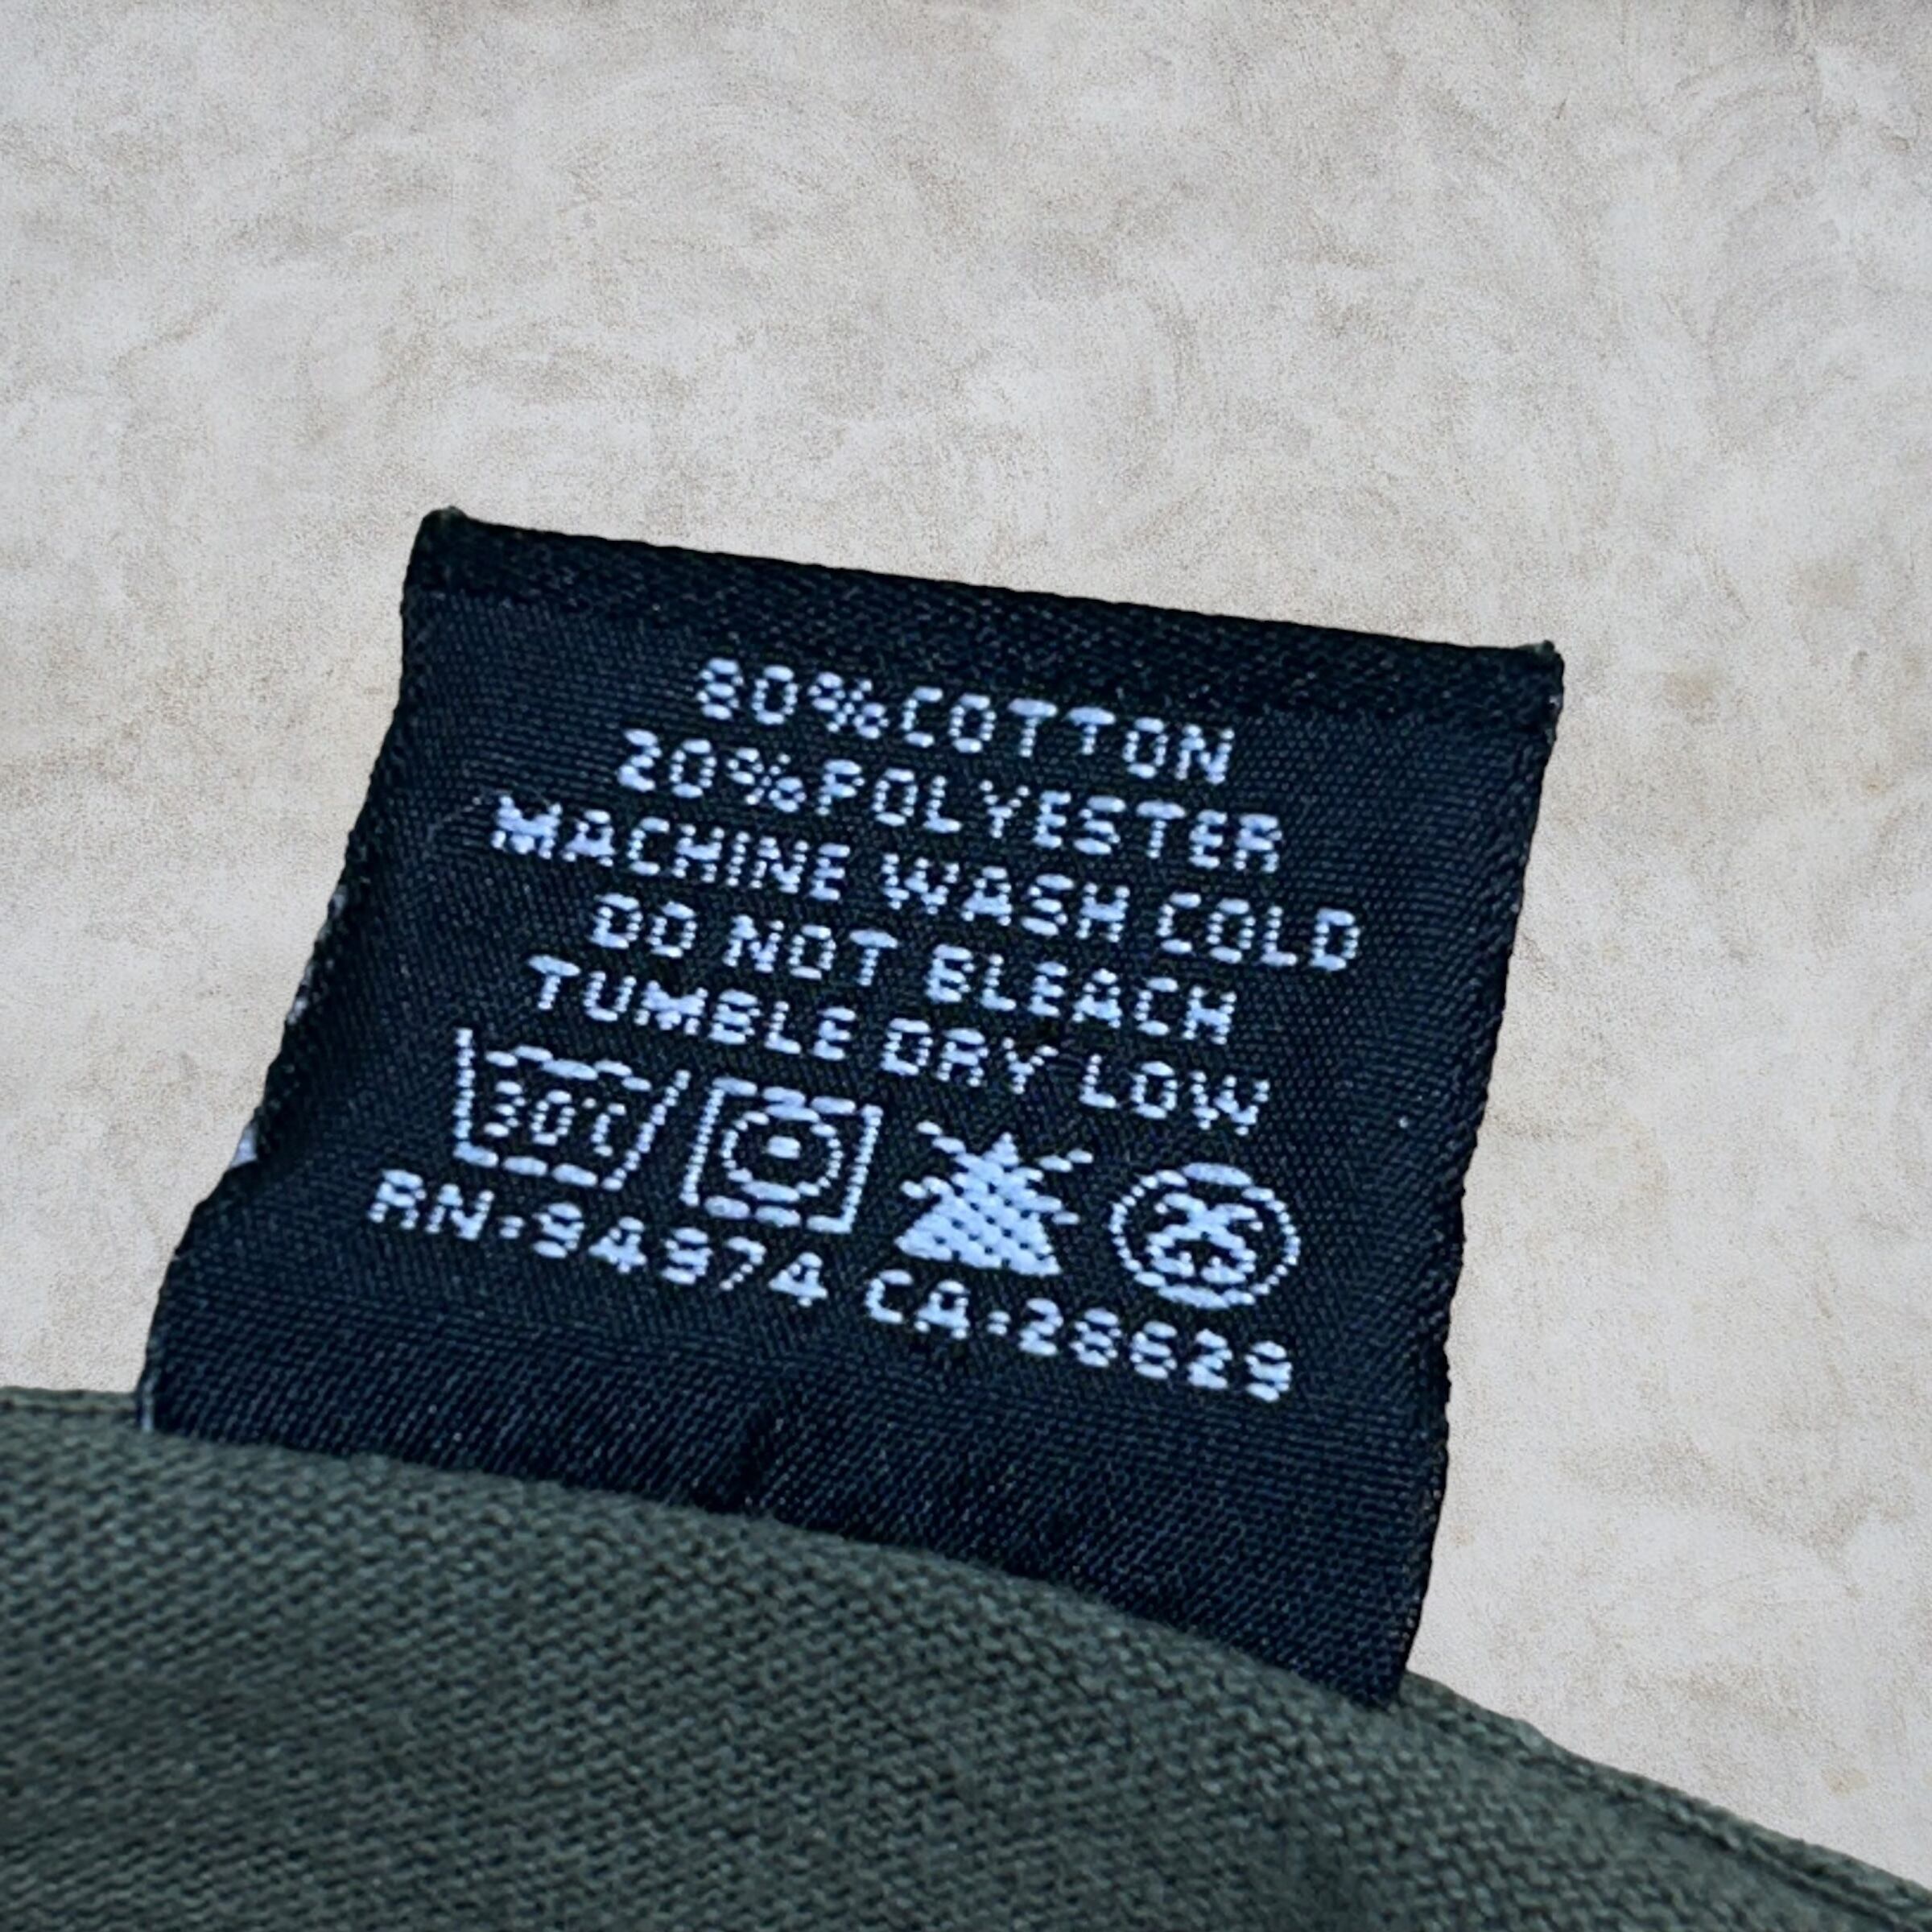 80%COTTON
20%POLYESTER
MACHINE WASH COLD
DO NOT BLEACH
TUMBLE DRY LOW
30℃
RN:94974 CA:28629